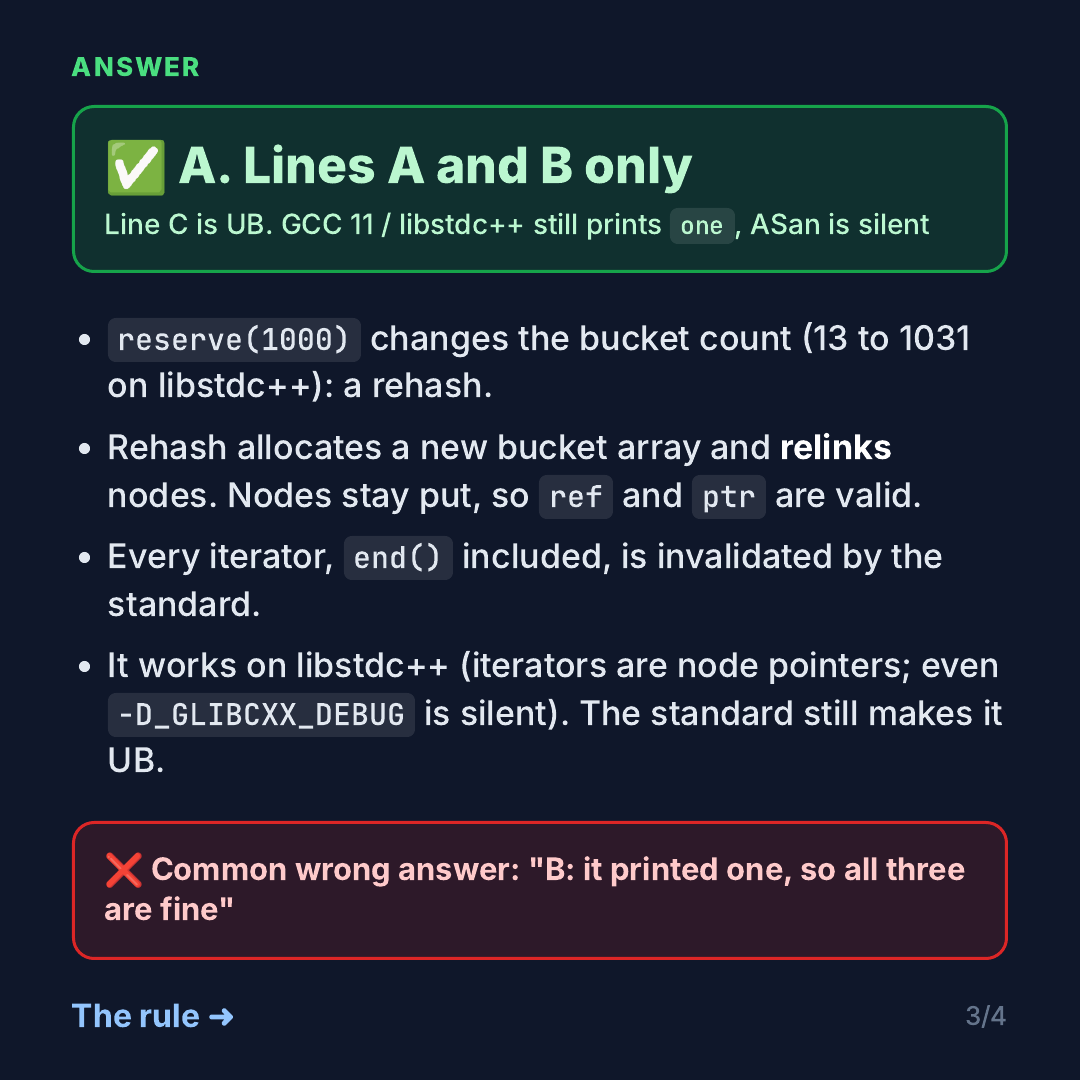 ANSWER
✅ A. Lines A and B only
Line C is UB. GCC 11 / libstdc++ still prints one, ASan is silent
• reserve(1000) changes the bucket count (13 to 1031
on libstdc++): a rehash.
• Rehash allocates a new bucket array and relinks
nodes. Nodes stay put, so ref and ptr are valid.
• Every iterator, end() included, is invalidated by the
standard.
• It works on libstdc++ (iterators are node pointers; even
-D_GLIBCXX_DEBUG is silent). The standard still makes it
UB.
❌ Common wrong answer: "B: it printed one, so all three
are fine"
The rule ➜
3/4